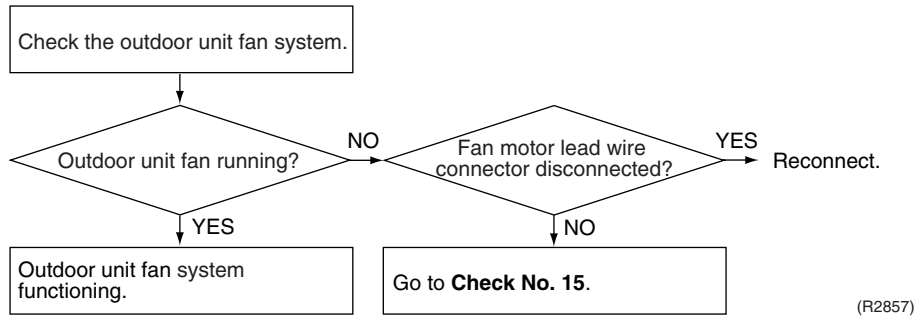 Check the outdoor unit fan system.
Outdoor unit fan running?
NO
Fan motor lead wire
connector disconnected?
YES
Reconnect.
YES
NO
Outdoor unit fan system
functioning.
Go to Check No. 15.
(R2857)